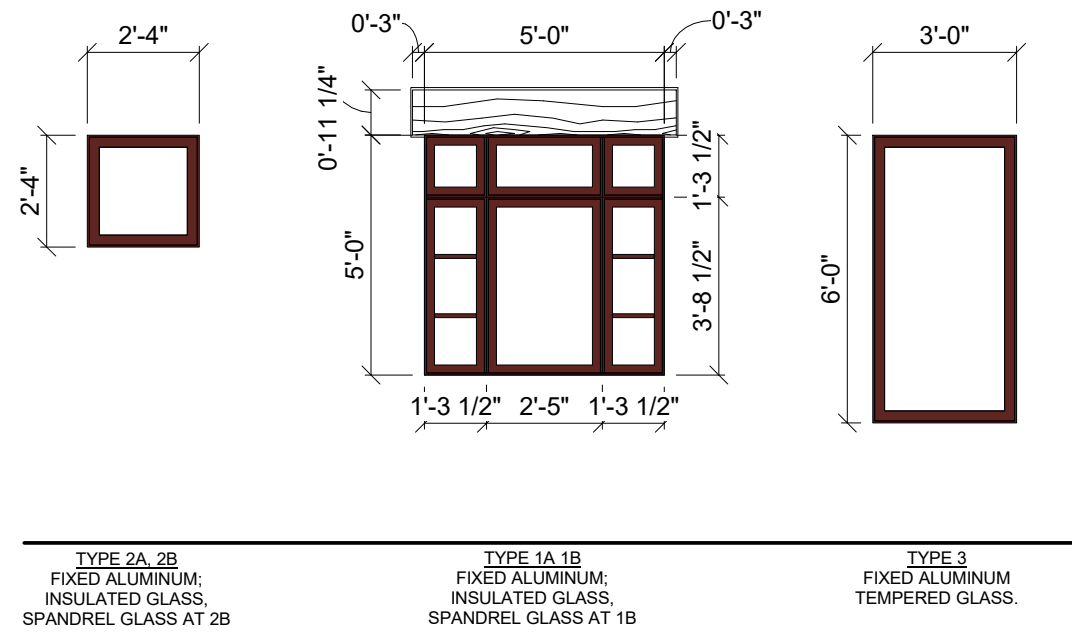 2'-4"
2'-4"
0'-3"
5'-0"
0'-3"
0'-11 1/4"
5'-0"
1'-3 1/2"
3'-8 1/2"
1'-3 1/2"
2'-5"
1'-3 1/2"
3'-0"
6'-0"
TYPE 2A, 2B
FIXED ALUMINUM;
INSULATED GLASS,
SPANDREL GLASS AT 2B
TYPE 1A 1B
FIXED ALUMINUM;
INSULATED GLASS,
SPANDREL GLASS AT 1B
TYPE 3
FIXED ALUMINUM
TEMPERED GLASS.